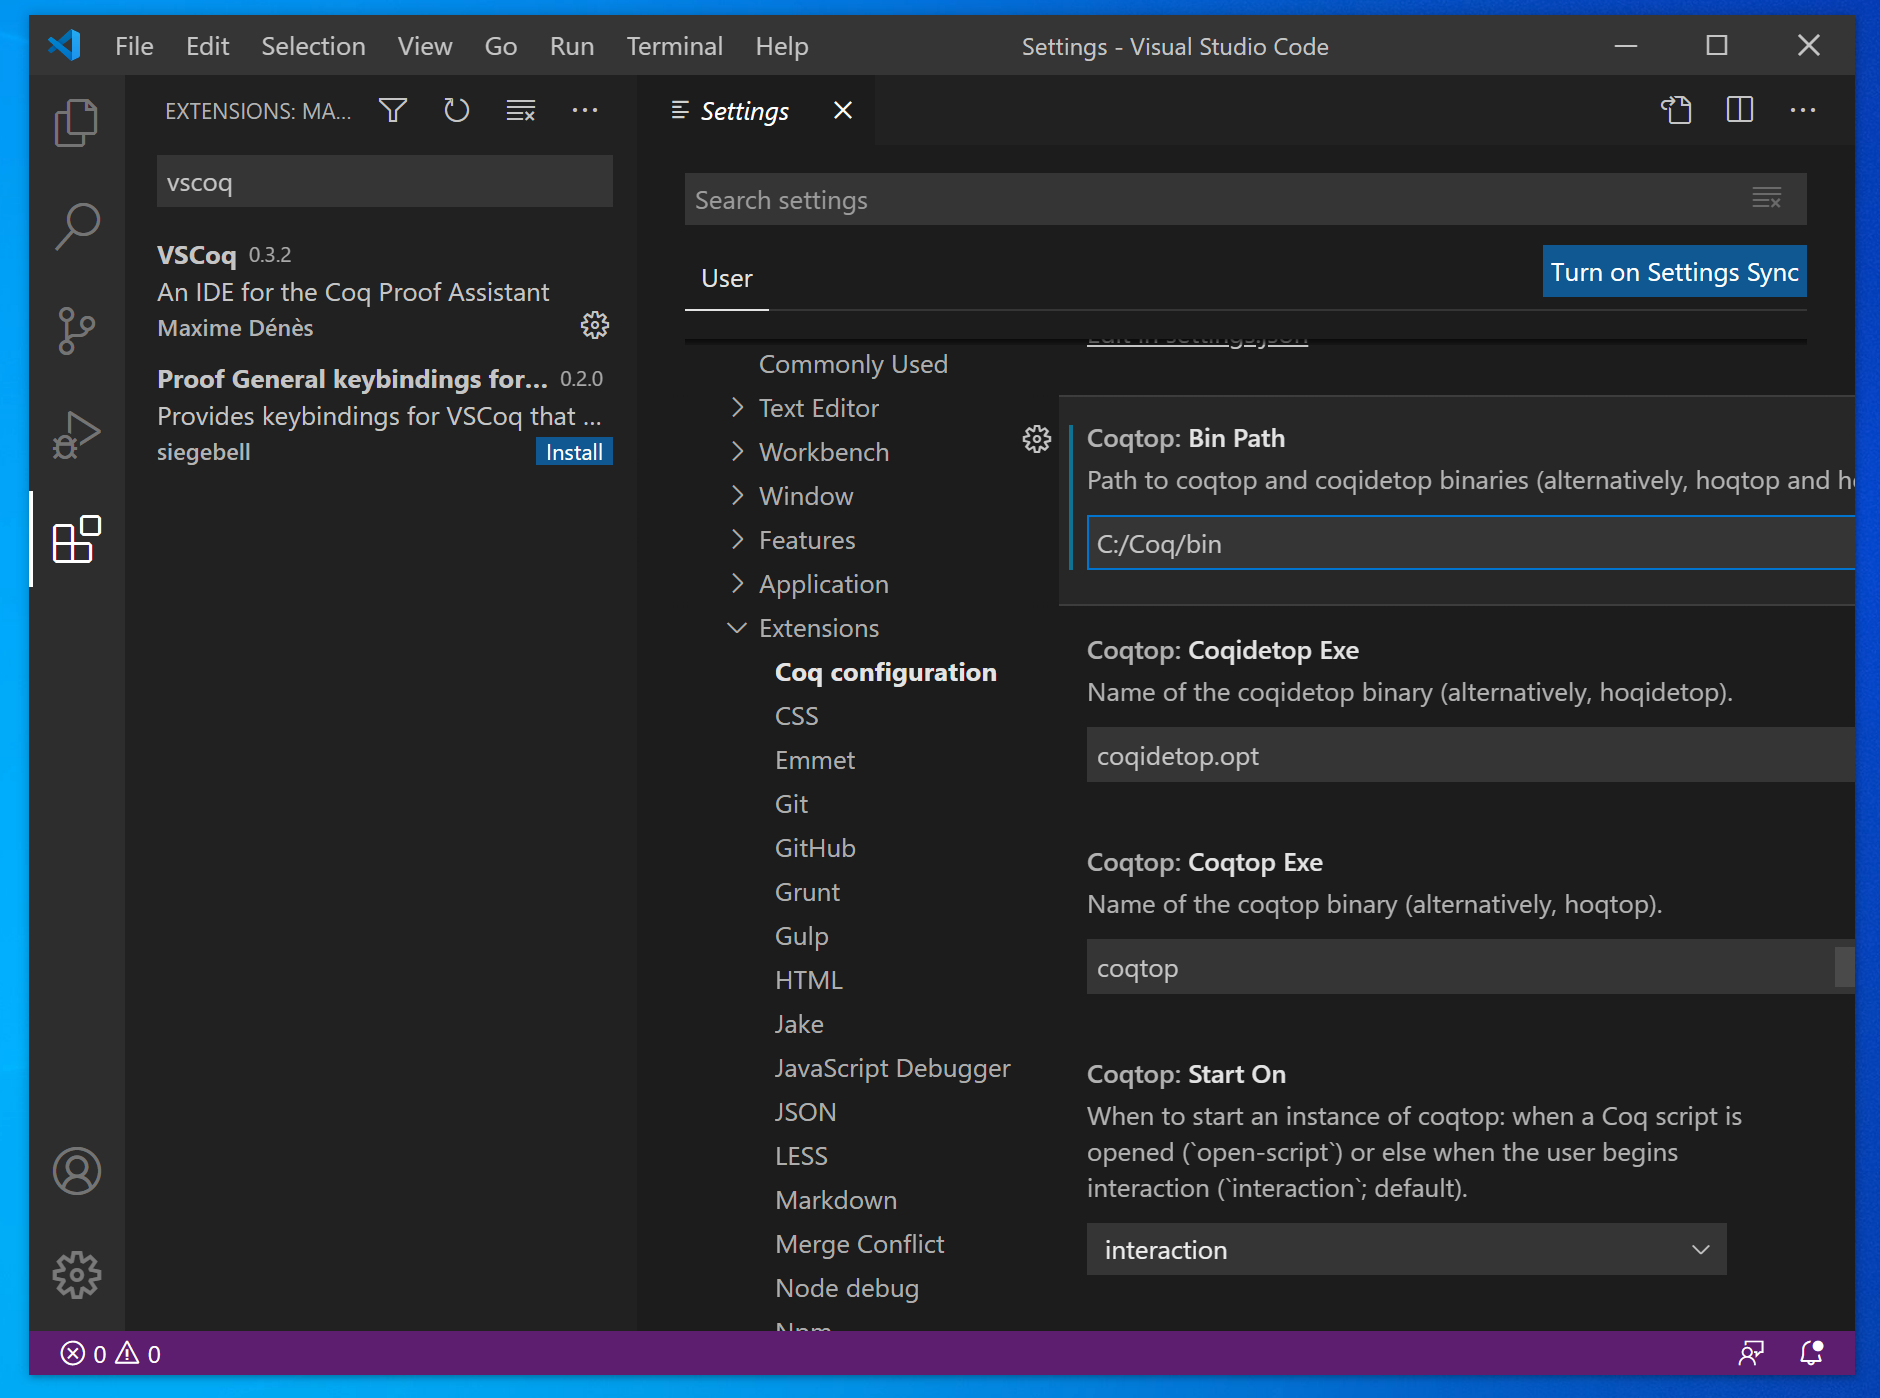 File Edit Selection View Go Run Terminal Help Settings - Visual Studio Code
EXTENSIONS: MA...
vscoq
VSCoq 0.3.2
An IDE for the Coq Proof Assistant
Maxime Dénès
Proof General keybindings for... 0.2.0
Provides keybindings for VSCoq that ...
siegebell Install
Settings
Search settings
User
Turn on Settings Sync
Commonly Used
Text Editor
Workbench
Window
Features
Application
Extensions
Coq configuration
CSS
Emmet
Git
GitHub
Grunt
Gulp
HTML
Jake
JavaScript Debugger
JSON
LESS
Markdown
Merge Conflict
Node debug
Npm
Edit in settings.json
Coqtop: Bin Path
Path to coqtop and coqidetop binaries (alternatively, hoqtop and
C:/Coq/bin
Coqtop: Coqidetop Exe
Name of the coqidetop binary (alternatively, hoqidetop).
coqidetop.opt
Coqtop: Coqtop Exe
Name of the coqtop binary (alternatively, hoqtop).
coqtop
Coqtop: Start On
When to start an instance of coqtop: when a Coq script is
opened (`open-script`) or else when the user begins
interaction (`interaction`; default).
interaction
0 0